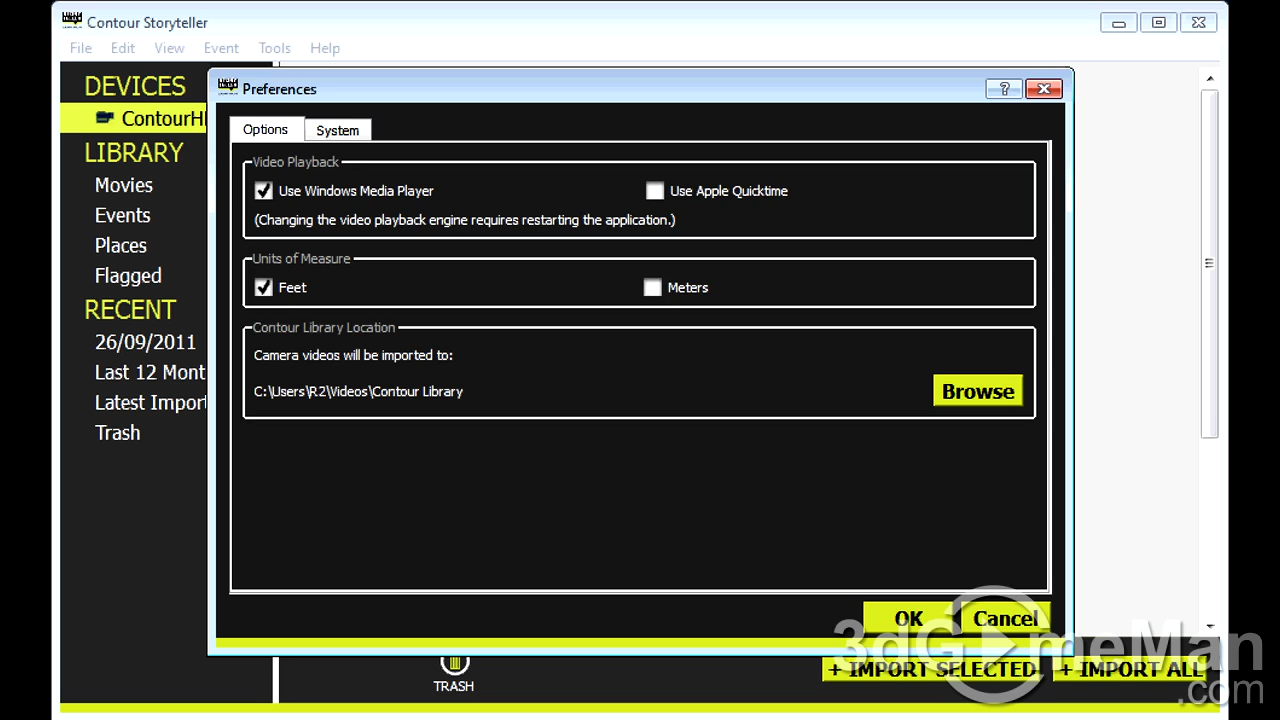 Contour Storyteller
File Edit View Event Tools Help
DEVICES
ContourH
LIBRARY
Movies
Events
Places
Flagged
RECENT
26/09/2011
Last 12 Mont
Latest Import
Trash
Preferences
?
Options System
Video Playback
Use Windows Media Player Use Apple Quicktime
(Changing the video playback engine requires restarting the application.)
Units of Measure
Feet Meters
Contour Library Location
Camera videos will be imported to:
C:\Users\R2\Videos\Contour Library
Browse
OK Cancel
TRASH
+ IMPORT SELECTED + IMPORT ALL
3dGameMan
.com